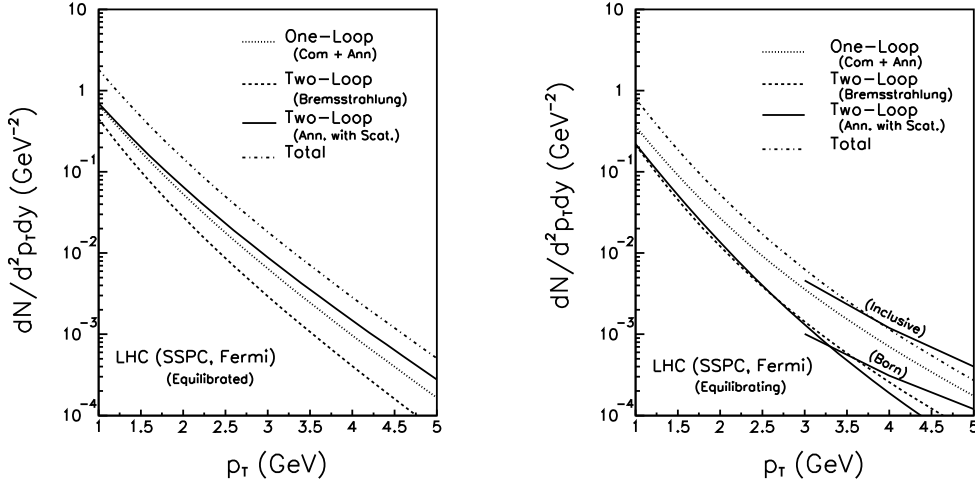 10
1
10⁻¹
10⁻²
10⁻³
10⁻⁴
dN/d²p_T dy (GeV⁻²)
One-Loop
(Com + Ann)
Two-Loop
(Bremsstrahlung)
Two-Loop
(Ann. with Scat.)
Total
LHC (SSPC, Fermi)
(Equilibrated)
1 1.5 2 2.5 3 3.5 4 4.5 5
p_T (GeV)
10
1
10⁻¹
10⁻²
10⁻³
10⁻⁴
dN/d²p_T dy (GeV⁻²)
One-Loop
(Com + Ann)
Two-Loop
(Bremsstrahlung)
Two-Loop
(Ann. with Scat.)
Total
(Inclusive)
(Born)
LHC (SSPC, Fermi)
(Equilibrating)
1 1.5 2 2.5 3 3.5 4 4.5 5
p_T (GeV)